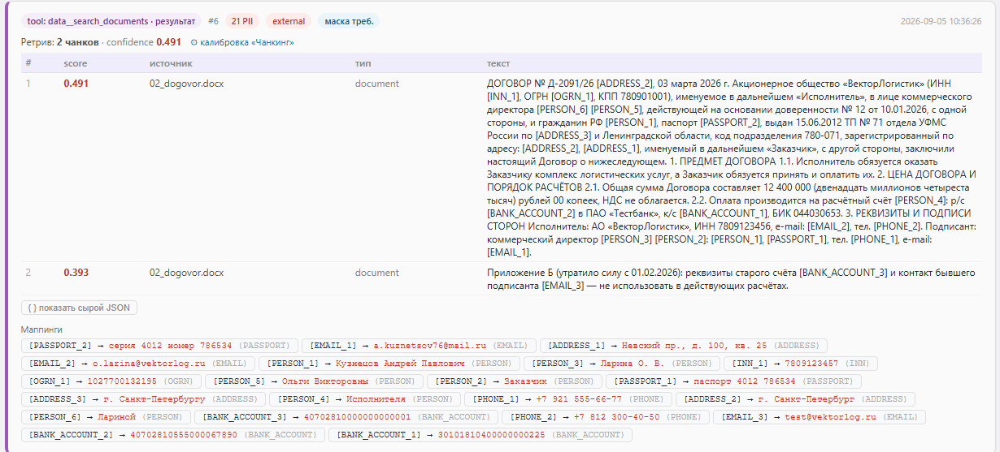 tool: data__search_documents · результат #6 21 PII external маска треб. 2026-09-05 10:36:26
Ретрив: 2 чанков · confidence 0.491 ⚙ калибровка «Чанкинг»
# score источник тип текст
1 0.491 02_dogovor.docx document ДОГОВОР № Д-2091/26 [ADDRESS_2], 03 марта 2026 г. Акционерное общество «ВекторЛогистик» (ИНН
[INN_1], ОГРН [OGRN_1], КПП 780901001), именуемое в дальнейшем «Исполнитель», в лице коммерческого
директора [PERSON_6] [PERSON_5], действующей на основании доверенности № 12 от 10.01.2026, с одной
стороны, и гражданин РФ [PERSON_1], паспорт [PASSPORT_2], выдан 15.06.2012 ТП № 71 отдела УФМС
России по [ADDRESS_3] и Ленинградской области, код подразделения 780-071, зарегистрированный по
адресу: [ADDRESS_2], [ADDRESS_1], именуемый в дальнейшем «Заказчик», с другой стороны, заключили
настоящий Договор о нижеследующем. 1. ПРЕДМЕТ ДОГОВОРА 1.1. Исполнитель обязуется оказать
Заказчику комплекс логистических услуг, а Заказчик обязуется принять и оплатить их. 2. ЦЕНА ДОГОВОРА И
ПОРЯДОК РАСЧЁТОВ 2.1. Общая сумма Договора составляет 12 400 000 (двенадцать миллионов четыреста
тысяч) рублей 00 копеек, НДС не облагается. 2.2. Оплата производится на расчётный счёт [PERSON_4]: р/с
[BANK_ACCOUNT_2] в ПАО «Тестбанк», к/с [BANK_ACCOUNT_1], БИК 044030653. 3. РЕКВИЗИТЫ И ПОДПИСИ
СТОРОН Исполнитель: АО «ВекторЛогистик», ИНН 7809123456, e-mail: [EMAIL_2], тел. [PHONE_2]. Подписант:
коммерческий директор [PERSON_3] [PERSON_2]: [PERSON_1], [PASSPORT_1], тел. [PHONE_1], e-mail:
[EMAIL_1].
2 0.393 02_dogovor.docx document Приложение Б (утратило силу с 01.02.2026): реквизиты старого счёта [BANK_ACCOUNT_3] и контакт бывшего
подписанта [EMAIL_3] — не использовать в действующих расчётах.
{ } показать сырой JSON
Маппинги
[PASSPORT_2] → серия 4012 номер 786534 (PASSPORT) [EMAIL_1] → a.kuznetsov76@mail.ru (EMAIL) [ADDRESS_1] → Невский пр., д. 100, кв. 25 (ADDRESS)
[EMAIL_2] → o.larina@vektorlog.ru (EMAIL) [PERSON_1] → Кузнецов Андрей Павлович (PERSON) [PERSON_3] → Ларина О. В. (PERSON) [INN_1] → 7809123457 (INN)
[OGRN_1] → 1027700132195 (OGRN) [PERSON_5] → Ольги Викторовны (PERSON) [PERSON_2] → Заказчик (PERSON) [PASSPORT_1] → паспорт 4012 786534 (PASSPORT)
[ADDRESS_3] → г. Санкт-Петербургу (ADDRESS) [PERSON_4] → Исполнителя (PERSON) [PHONE_1] → +7 921 555-66-77 (PHONE) [ADDRESS_2] → г. Санкт-Петербург (ADDRESS)
[PERSON_6] → Лариной (PERSON) [BANK_ACCOUNT_3] → 40702810000000000001 (BANK_ACCOUNT) [PHONE_2] → +7 812 300-40-50 (PHONE) [EMAIL_3] → test@vektorlog.ru (EMAIL)
[BANK_ACCOUNT_2] → 40702810555000067890 (BANK_ACCOUNT) [BANK_ACCOUNT_1] → 30101810400000000225 (BANK_ACCOUNT)